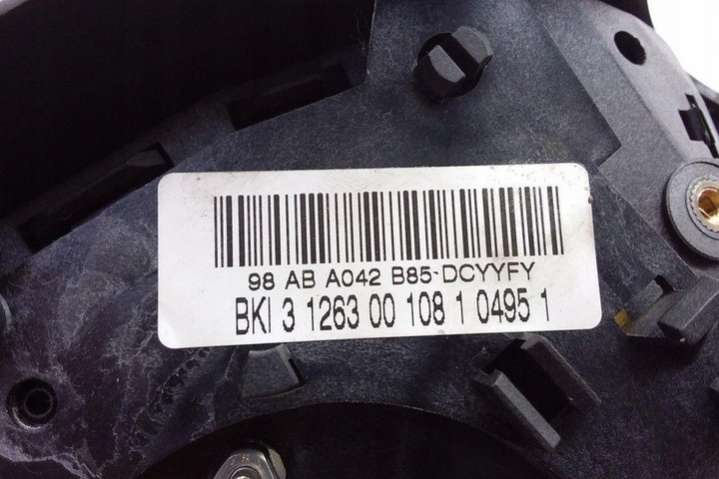 98 AB A042 B85-DCYYFY
BKI 3 1263 00 108 1 0495 1